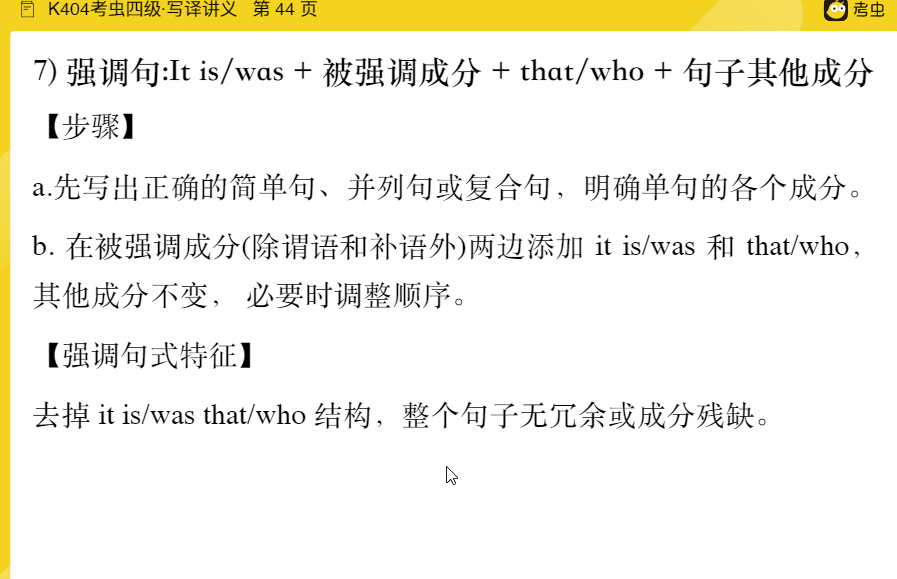 K404考虫四级·写译讲义 第 44 页
考虫
7) 强调句:It is/was + 被强调成分 + that/who + 句子其他成分
【步骤】
a.先写出正确的简单句、并列句或复合句，明确单句的各个成分。
b. 在被强调成分(除谓语和补语外)两边添加 it is/was 和 that/who，
其他成分不变， 必要时调整顺序。
【强调句式特征】
去掉 it is/was that/who 结构，整个句子无冗余或成分残缺。